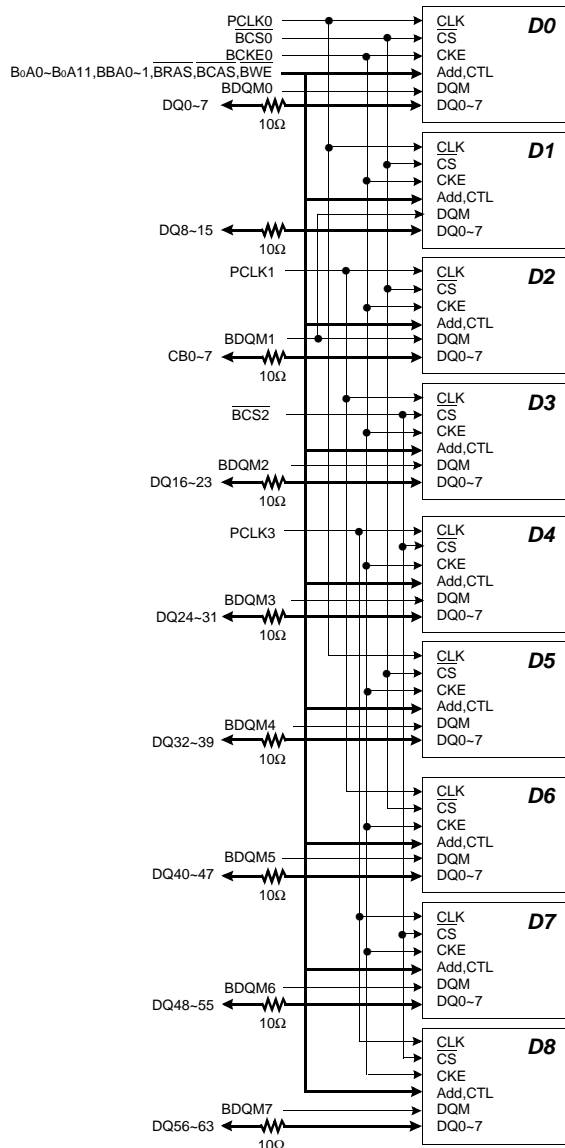 PCLK0 CLK D0
BCS0 CS
BCKE0 CKE
B0A0~B0A11,BBA0~1,BRAS,BCAS,BWE Add,CTL
BDQM0 DQM
DQ0~7 DQ0~7
10Ω
CLK D1
CS
CKE
Add,CTL
DQM
DQ8~15 DQ0~7
10Ω
PCLK1 CLK D2
CS
CKE
Add,CTL
BDQM1 DQM
CB0~7 DQ0~7
10Ω
CLK D3
BCS2 CS
CKE
Add,CTL
BDQM2 DQM
DQ16~23 DQ0~7
10Ω
PCLK3 CLK D4
CS
CKE
Add,CTL
BDQM3 DQM
DQ24~31 DQ0~7
10Ω
CLK D5
CS
CKE
Add,CTL
BDQM4 DQM
DQ32~39 DQ0~7
10Ω
CLK D6
CS
CKE
Add,CTL
BDQM5 DQM
DQ40~47 DQ0~7
10Ω
CLK D7
CS
CKE
Add,CTL
BDQM6 DQM
DQ48~55 DQ0~7
10Ω
CLK D8
CS
CKE
Add,CTL
BDQM7 DQM
DQ56~63 DQ0~7
10Ω